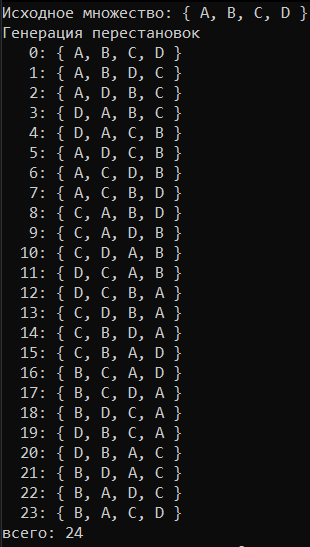 Исходное множество: { A, B, C, D }
Генерация перестановок
0: { A, B, C, D }
1: { A, B, D, C }
2: { A, D, B, C }
3: { D, A, B, C }
4: { D, A, C, B }
5: { A, D, C, B }
6: { A, C, D, B }
7: { A, C, B, D }
8: { C, A, B, D }
9: { C, A, D, B }
10: { C, D, A, B }
11: { D, C, A, B }
12: { D, C, B, A }
13: { C, D, B, A }
14: { C, B, D, A }
15: { C, B, A, D }
16: { B, C, A, D }
17: { B, C, D, A }
18: { B, D, C, A }
19: { D, B, C, A }
20: { D, B, A, C }
21: { B, D, A, C }
22: { B, A, D, C }
23: { B, A, C, D }
всего: 24